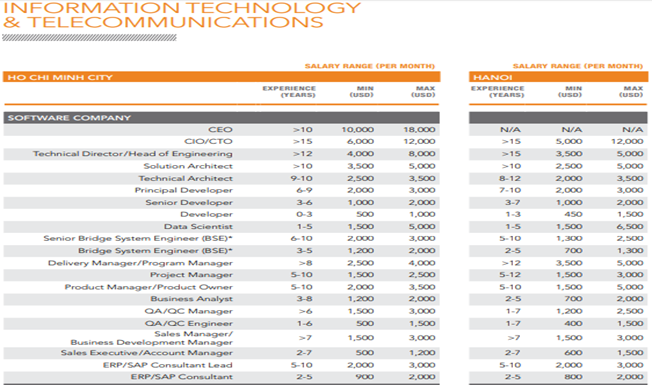 INFORMATION TECHNOLOGY
& TELECOMMUNICATIONS
SALARY RANGE (PER MONTH) SALARY RANGE (PER MONTH)
HO CHI MINH CITY HANOI
EXPERIENCE MIN MAX EXPERIENCE MIN MAX
(YEARS) (USD) (USD) (YEARS) (USD) (USD)
SOFTWARE COMPANY
CEO >10 10,000 18,000 N/A N/A N/A
CIO/CTO >15 6,000 12,000 >15 5,000 12,000
Technical Director/Head of Engineering >12 4,000 8,000 >15 3,500 5,000
Solution Architect >10 3,500 5,000 >10 2,500 5,000
Technical Architect 9-10 2,500 3,500 8-12 2,000 3,500
Principal Developer 6-9 2,000 3,000 7-10 2,000 3,000
Senior Developer 3-6 1,000 2,000 3-7 1,000 2,000
Developer 0-3 500 1,000 1-3 450 1,500
Data Scientist 1-5 1,500 5,000 1-5 1,500 6,500
Senior Bridge System Engineer (BSE)* 6-10 2,000 3,000 5-10 1,300 2,500
Bridge System Engineer (BSE)* 3-5 1,200 2,000 2-5 700 1,300
Delivery Manager/Program Manager >8 2,500 4,000 >12 3,500 5,000
Project Manager 5-10 1,500 2,500 5-12 1,500 3,000
Product Manager/Product Owner 5-10 2,000 3,500 5-10 1,500 5,000
Business Analyst 3-8 1,200 2,000 2-5 700 2,000
QA/QC Manager >6 1,500 3,000 1-7 1,200 2,500
QA/QC Engineer 1-6 500 1,500 1-7 400 1,500
Sales Manager/
Business Development Manager >7 1,500 3,000 >7 1,500 3,000
Sales Executive/Account Manager 2-7 500 1,200 2-7 600 1,500
ERP/SAP Consultant Lead 5-10 2,000 3,000 5-10 2,000 3,000
ERP/SAP Consultant 2-5 900 2,000 2-5 800 2,000